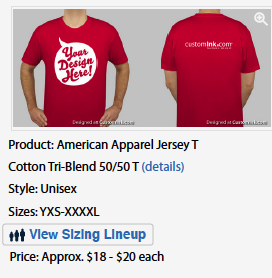 Your
Design
Here!
customink.com
Designed at CustomInk.com
Designed at CustomInk.com
Product: American Apparel Jersey T
Cotton Tri-Blend 50/50 T (details)
Style: Unisex
Sizes: YXS-XXXXL
View Sizing Lineup
Price: Approx. $18 - $20 each